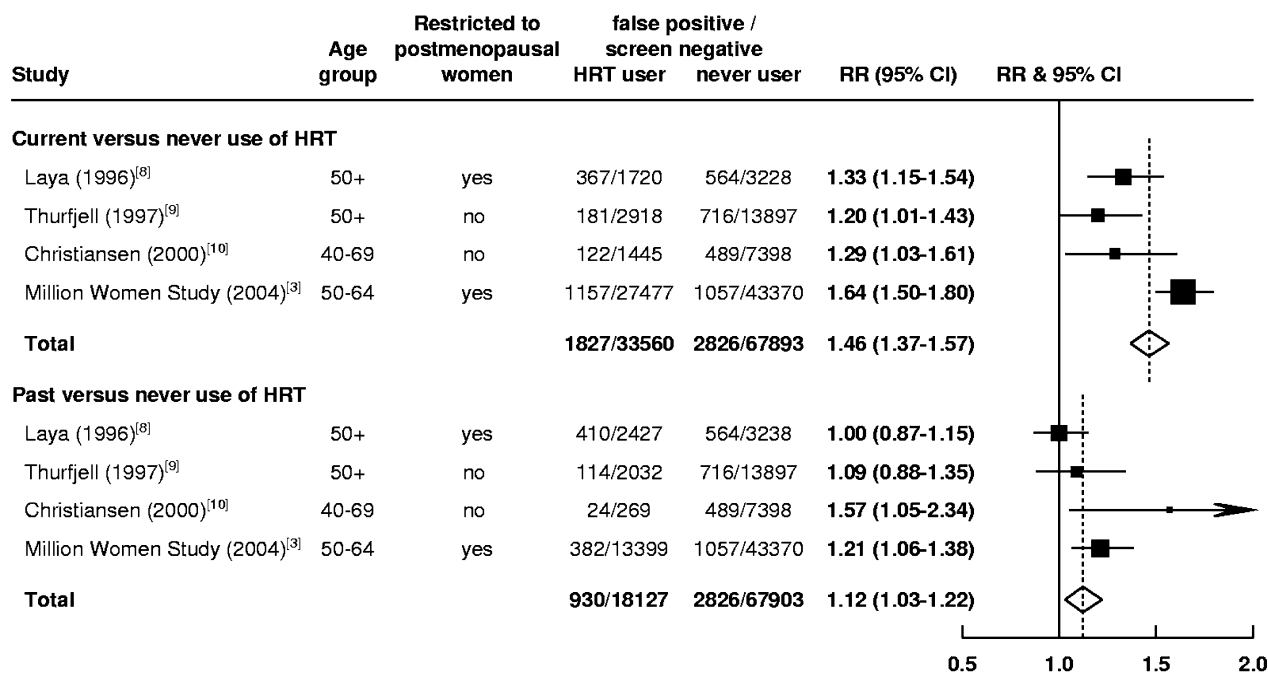 Restricted to false positive /
Age postmenopausal screen negative
Study group women HRT user never user RR (95% CI) RR & 95% CI
Current versus never use of HRT
Laya (1996)[8] 50+ yes 367/1720 564/3228 1.33 (1.15-1.54)
Thurfjell (1997)[9] 50+ no 181/2918 716/13897 1.20 (1.01-1.43)
Christiansen (2000)[10] 40-69 no 122/1445 489/7398 1.29 (1.03-1.61)
Million Women Study (2004)[3] 50-64 yes 1157/27477 1057/43370 1.64 (1.50-1.80)
Total 1827/33560 2826/67893 1.46 (1.37-1.57)
Past versus never use of HRT
Laya (1996)[8] 50+ yes 410/2427 564/3238 1.00 (0.87-1.15)
Thurfjell (1997)[9] 50+ no 114/2032 716/13897 1.09 (0.88-1.35)
Christiansen (2000)[10] 40-69 no 24/269 489/7398 1.57 (1.05-2.34)
Million Women Study (2004)[3] 50-64 yes 382/13399 1057/43370 1.21 (1.06-1.38)
Total 930/18127 2826/67903 1.12 (1.03-1.22)
0.5 1.0 1.5 2.0